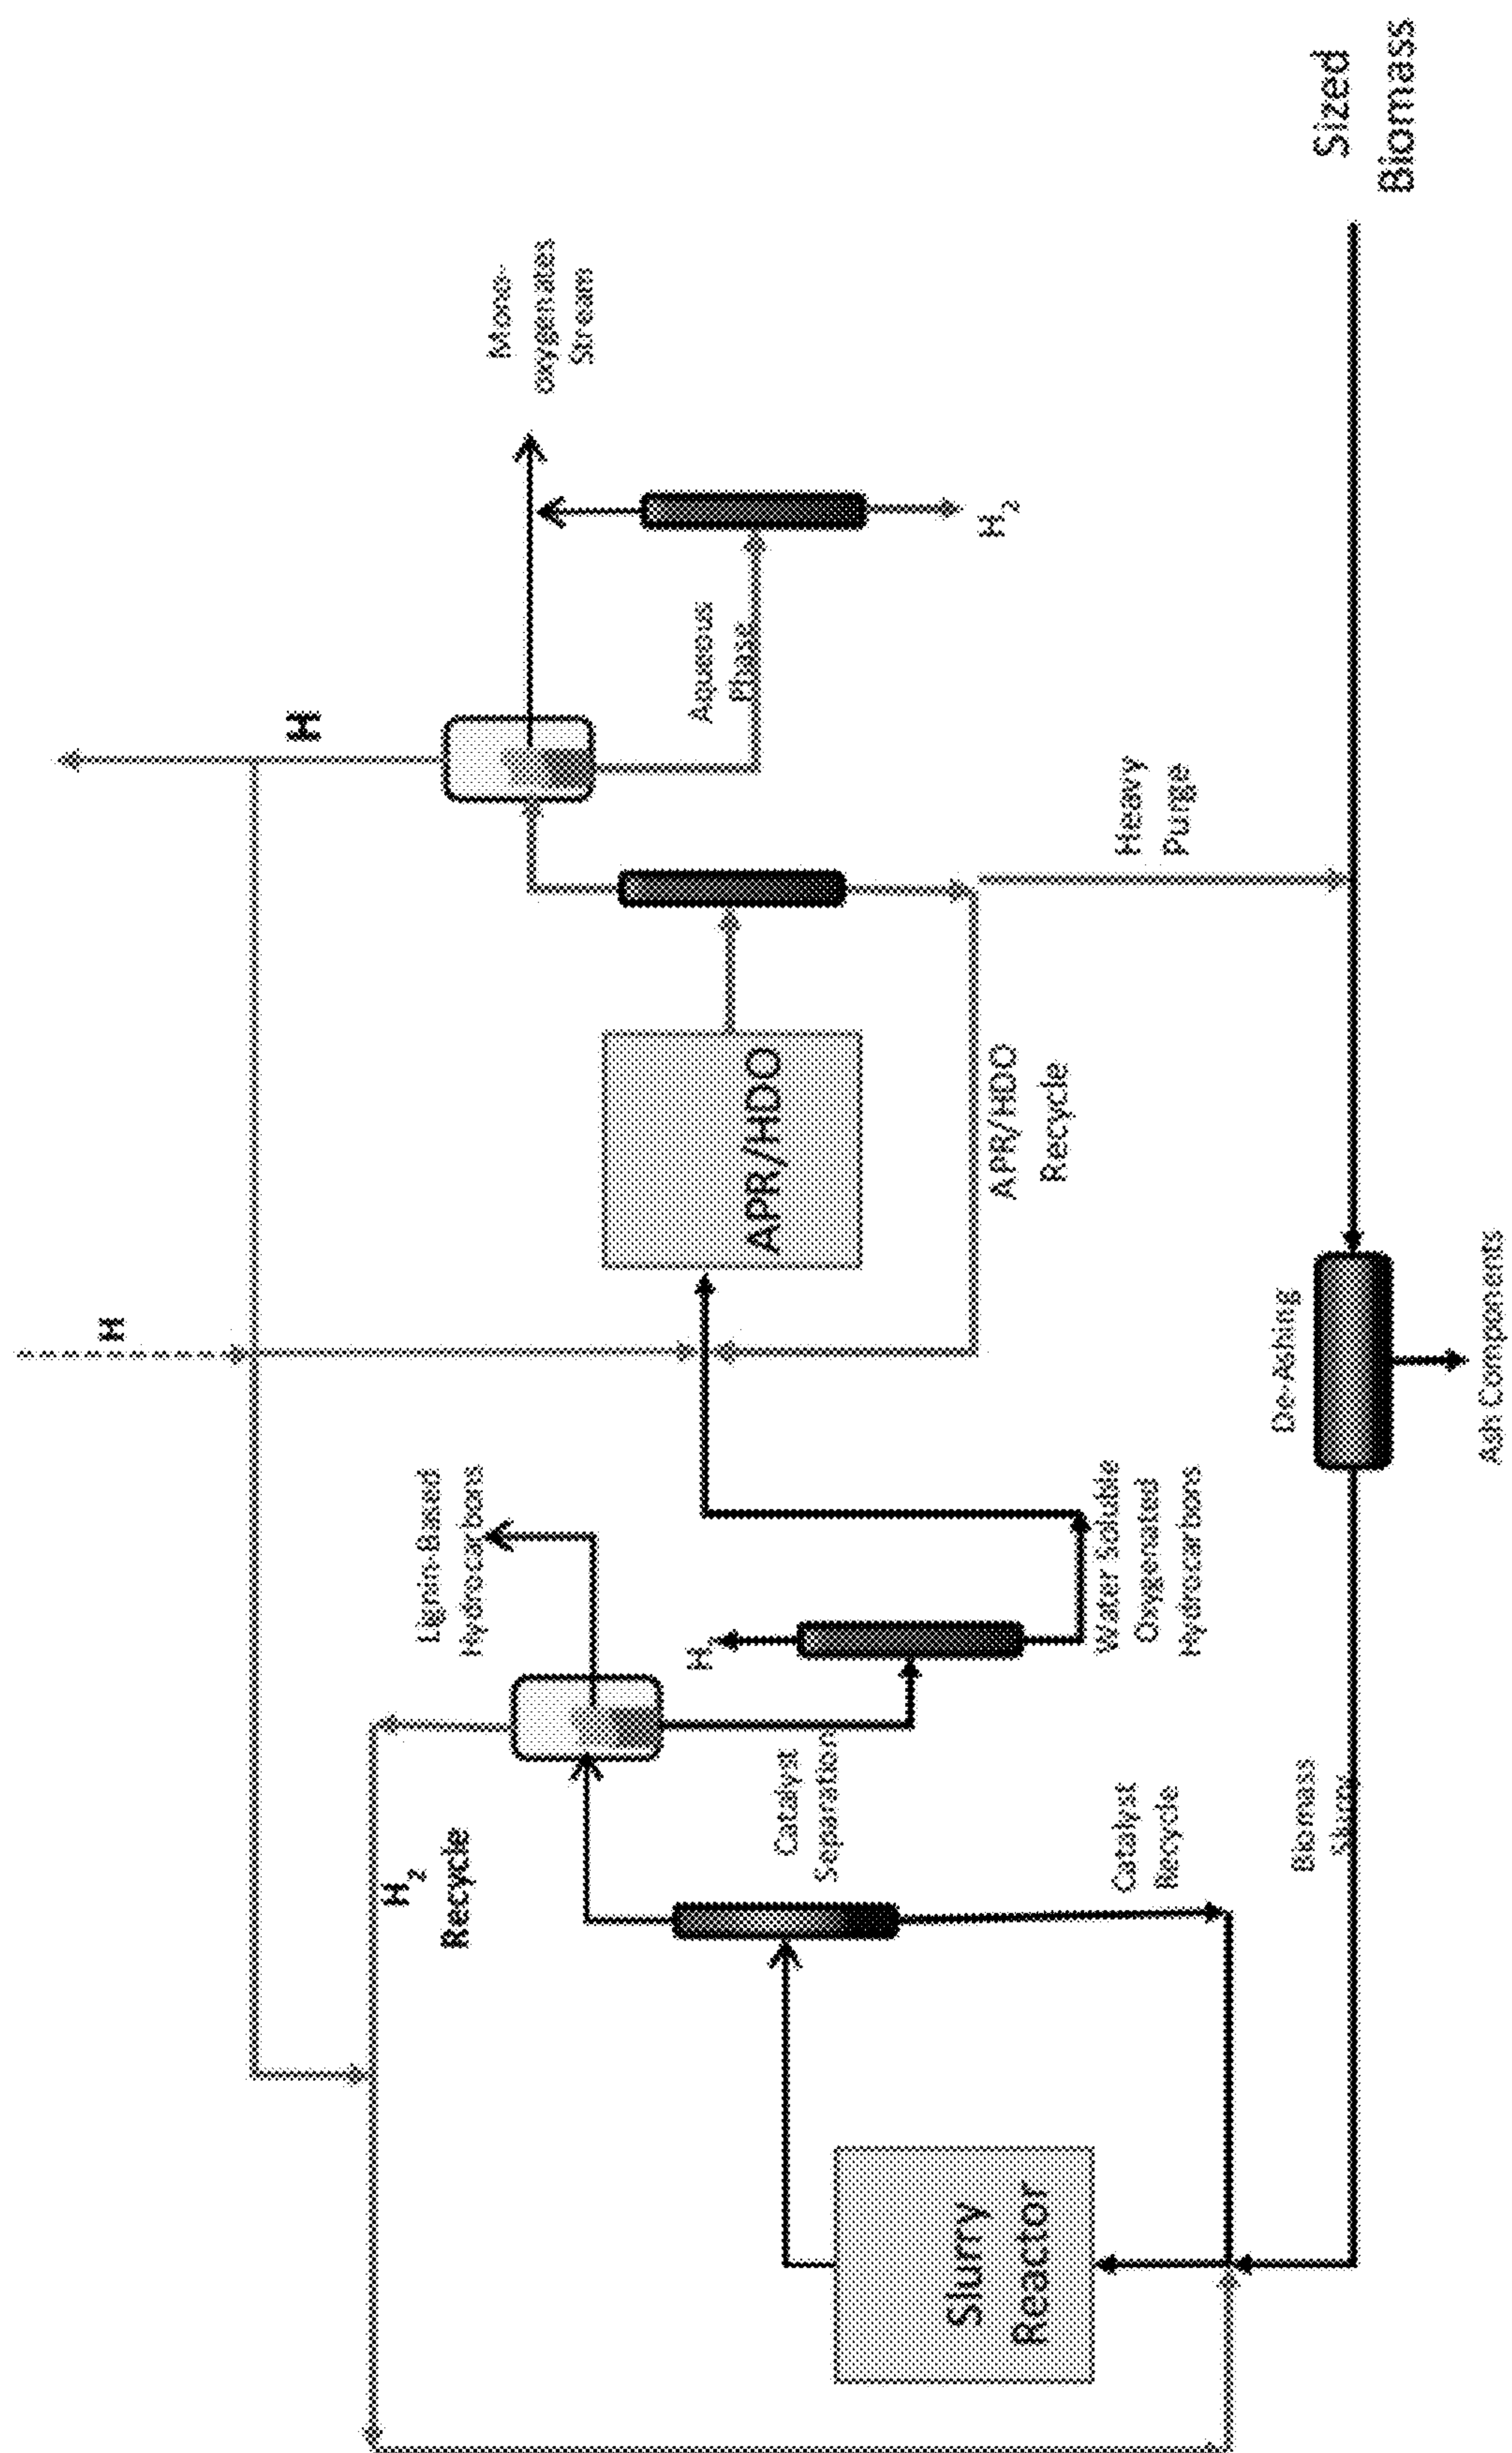 H
H
H₂
Recycle
Lignin-Based
Hydrocarbons
Mono-
oxygenates
Stream
H
Aqueous
Phase
APR/HDO
Catalyst
Separation
Slurry
Reactor
H₂
APR/HDO
Recycle
Water Soluble
Oxygenated
Hydrocarbons
Catalyst
Recycle
Heavy
Purge
De-Ashing
Biomass
Sized
Biomass
Ash Components